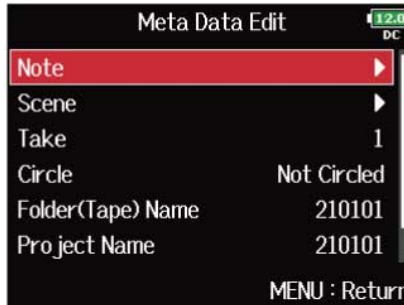 Meta Data Edit 12.0
DC
Note
Scene
Take 1
Circle Not Circled
Folder(Tape) Name 210101
Project Name 210101
MENU : Return